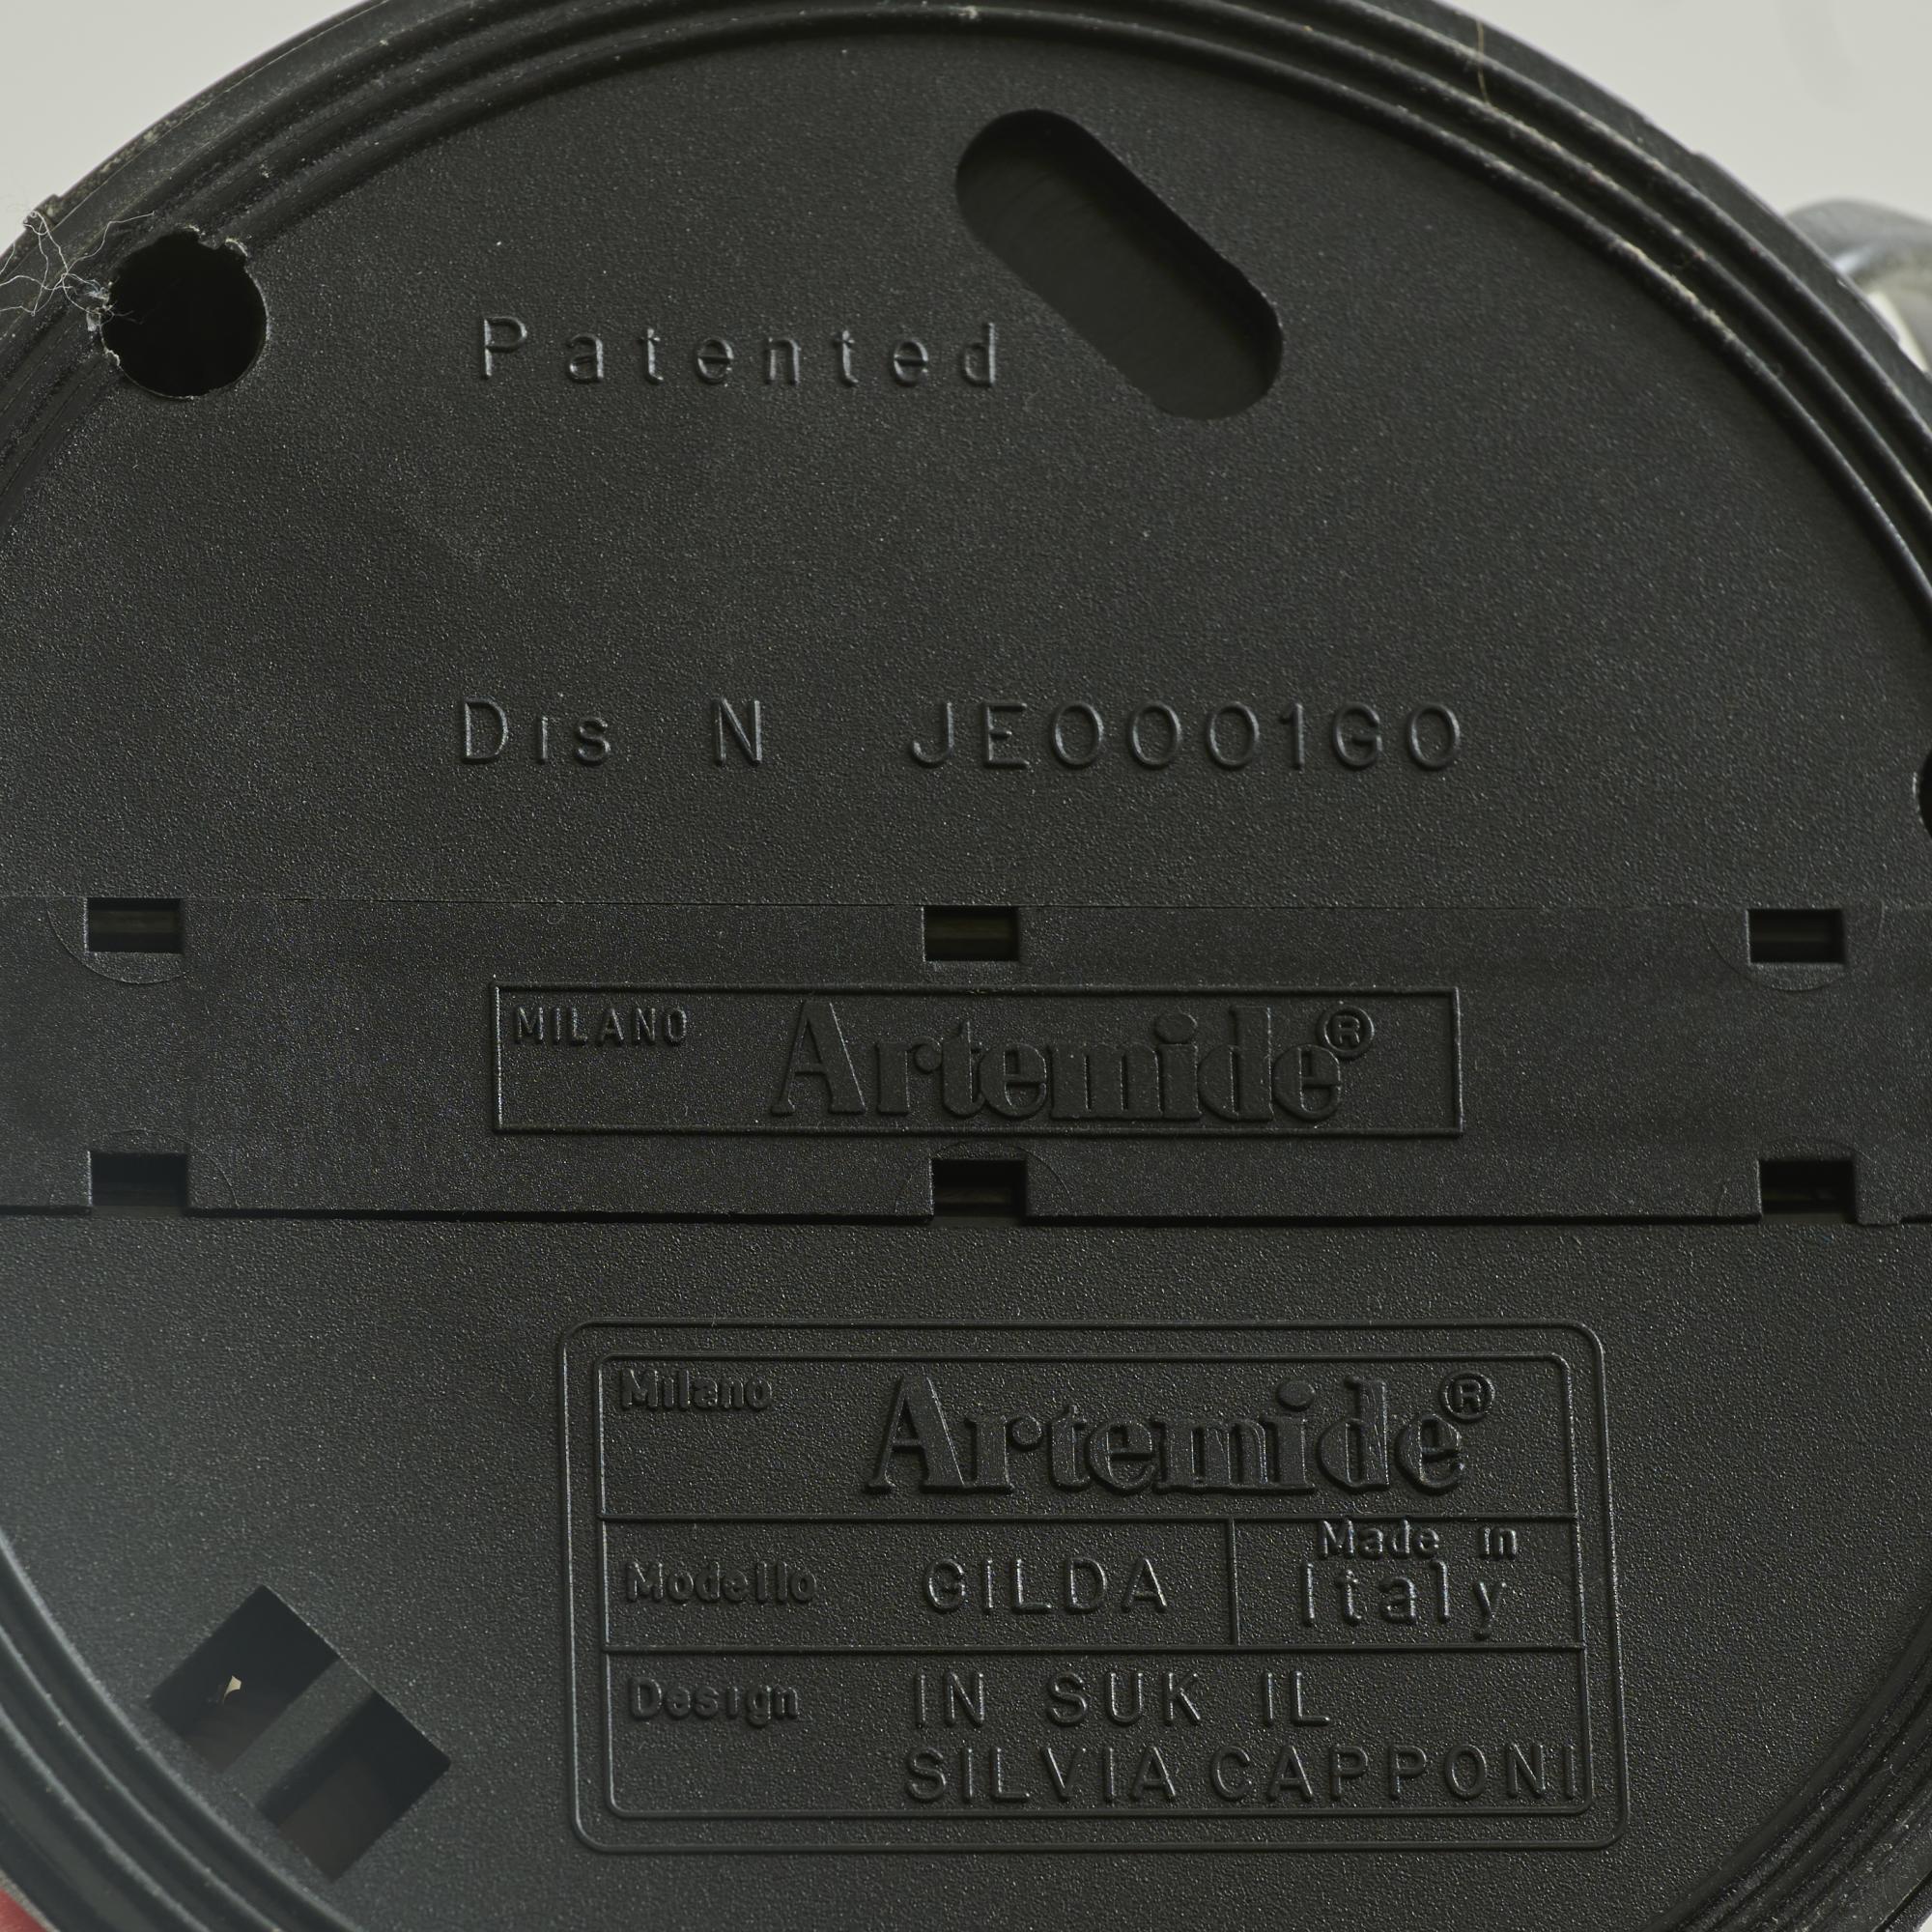 Patented
Dis N JE0001G0
MILANO Artemide®
Milano Artemide®
Modello GILDA Made in Italy
Design IN SUK IL
SILVIA CAPPONI